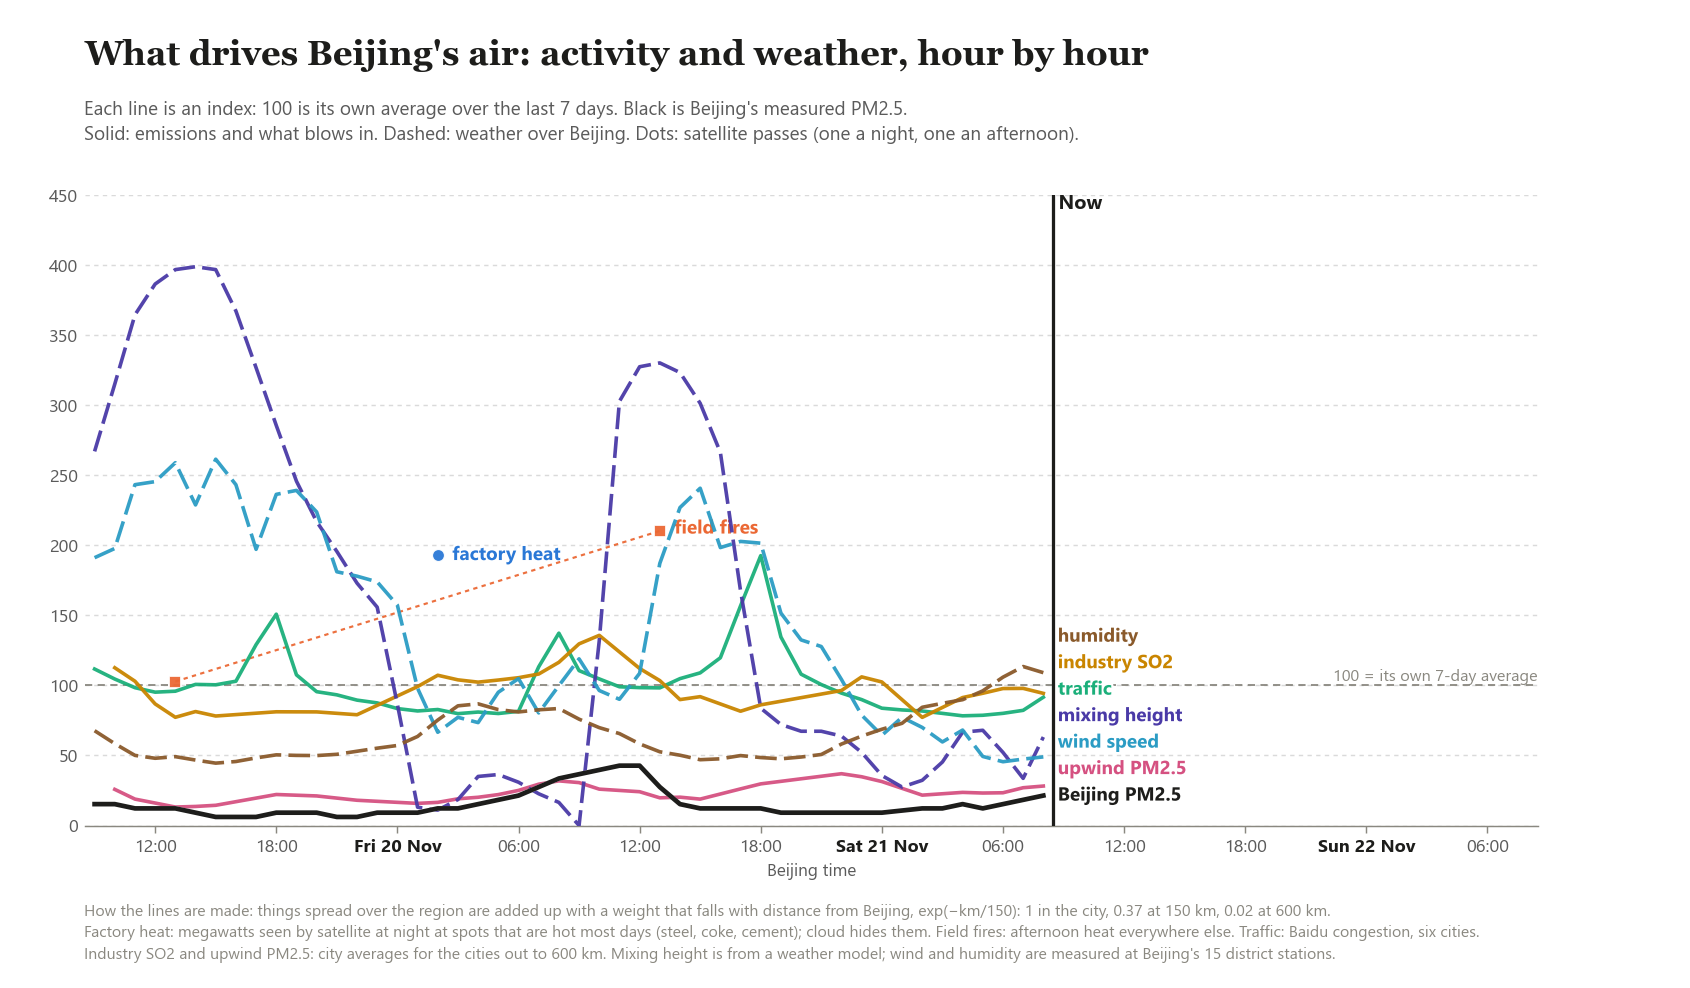 What drives Beijing's air: activity and weather, hour by hour
Each line is an index: 100 is its own average over the last 7 days. Black is Beijing's measured PM2.5.
Solid: emissions and what blows in. Dashed: weather over Beijing. Dots: satellite passes (one a night, one an afternoon).
450
Now
400
350
300
250
200
field fires
factory heat
150
humidity
industry SO2
100 = its own 7-day average
100
traffic
mixing height
wind speed
50
upwind PM2.5
Beijing PM2.5
0
12:00 18:00 Fri 20 Nov 06:00 12:00 18:00 Sat 21 Nov 06:00 12:00 18:00 Sun 22 Nov 06:00
Beijing time
How the lines are made: things spread over the region are added up with a weight that falls with distance from Beijing, exp(−km/150): 1 in the city, 0.37 at 150 km, 0.02 at 600 km.
Factory heat: megawatts seen by satellite at night at spots that are hot most days (steel, coke, cement); cloud hides them. Field fires: afternoon heat everywhere else. Traffic: Baidu congestion, six cities.
Industry SO2 and upwind PM2.5: city averages for the cities out to 600 km. Mixing height is from a weather model; wind and humidity are measured at Beijing's 15 district stations.